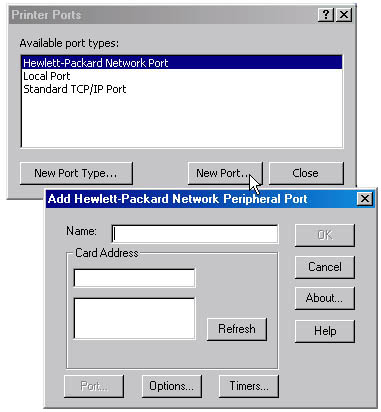 Printer Ports
Available port types:
Hewlett-Packard Network Port
Local Port
Standard TCP/IP Port
New Port Type...
New Port...
Close
Add Hewlett-Packard Network Peripheral Port
Name:
OK
Card Address
Cancel
About...
Refresh
Help
Port...
Options...
Timers...